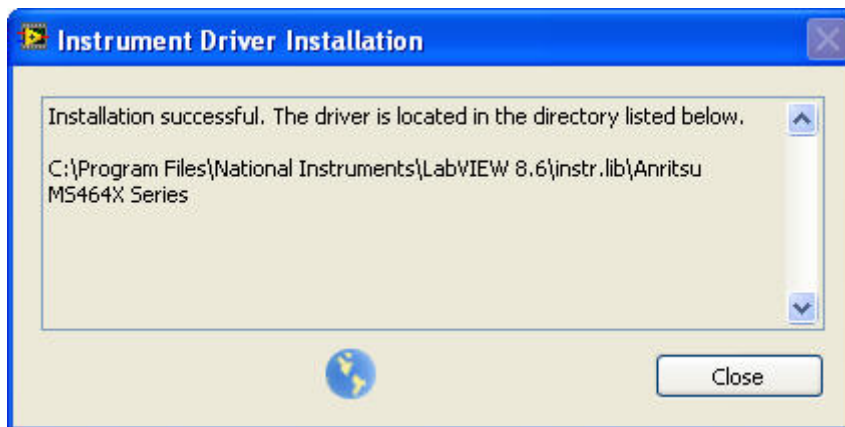 Instrument Driver Installation
Installation successful. The driver is located in the directory listed below.
C:\Program Files\National Instruments\LabVIEW 8.6\instr.lib\Anritsu
MS464X Series
Close